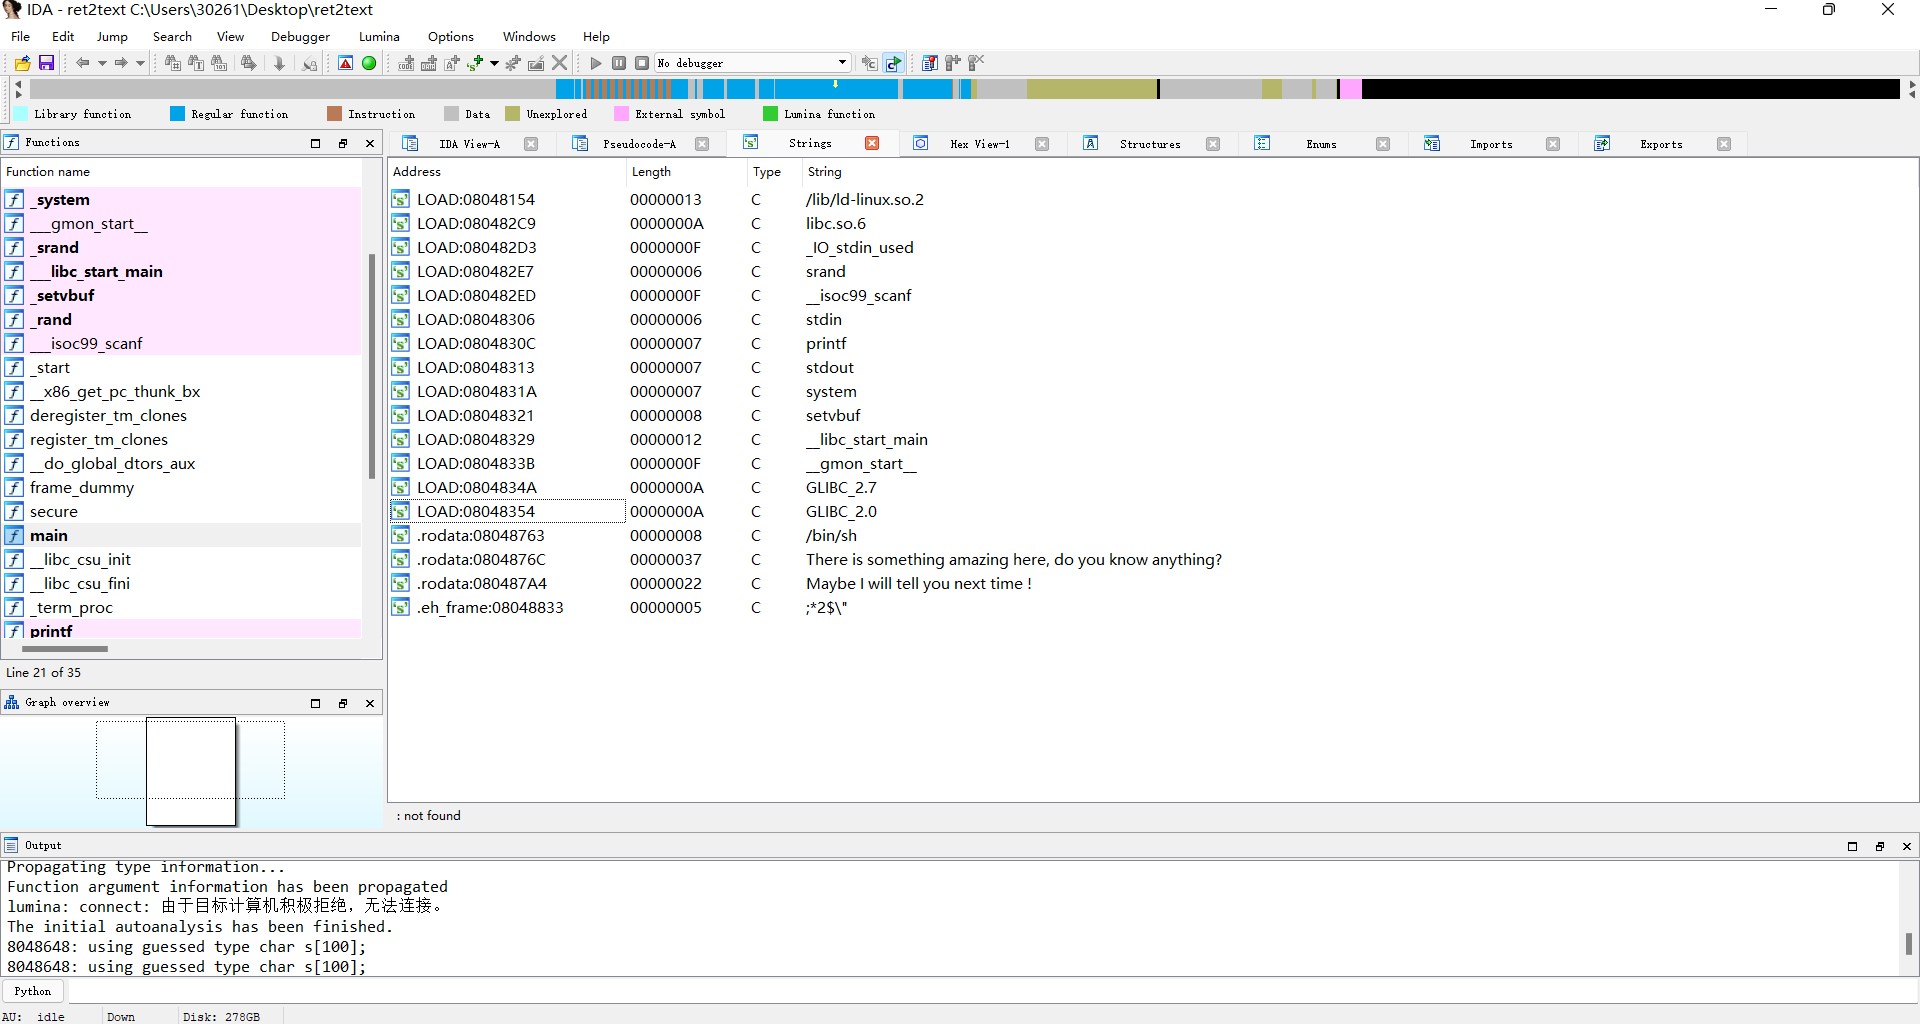 IDA - ret2text C:\Users\30261\Desktop\ret2text
File Edit Jump Search View Debugger Lumina Options Windows Help
No debugger
Library function Regular function Instruction Data Unexplored External symbol Lumina function
Functions
IDA View-A Pseudocode-A Strings Hex View-1 Structures Enums Imports Exports
Function name
_system
___gmon_start__
_srand
___libc_start_main
_setvbuf
_rand
___isoc99_scanf
_start
__x86_get_pc_thunk_bx
deregister_tm_clones
register_tm_clones
__do_global_dtors_aux
frame_dummy
secure
main
__libc_csu_init
__libc_csu_fini
_term_proc
printf
Line 21 of 35
Graph overview
Address Length Type String
LOAD:08048154 00000013 C /lib/ld-linux.so.2
LOAD:080482C9 0000000A C libc.so.6
LOAD:080482D3 0000000F C _IO_stdin_used
LOAD:080482E7 00000006 C srand
LOAD:080482ED 0000000F C __isoc99_scanf
LOAD:08048306 00000006 C stdin
LOAD:0804830C 00000007 C printf
LOAD:08048313 00000007 C stdout
LOAD:0804831A 00000007 C system
LOAD:08048321 00000008 C setvbuf
LOAD:08048329 00000012 C __libc_start_main
LOAD:0804833B 0000000F C __gmon_start__
LOAD:0804834A 0000000A C GLIBC_2.7
LOAD:08048354 0000000A C GLIBC_2.0
.rodata:08048763 00000008 C /bin/sh
.rodata:0804876C 00000037 C There is something amazing here, do you know anything?
.rodata:080487A4 00000022 C Maybe I will tell you next time !
.eh_frame:08048833 00000005 C ;*2$\"
: not found
Output
Propagating type information...
Function argument information has been propagated
lumina: connect: 由于目标计算机积极拒绝，无法连接。
The initial autoanalysis has been finished.
8048648: using guessed type char s[100];
8048648: using guessed type char s[100];
Python
AU: idle Down Disk: 278GB